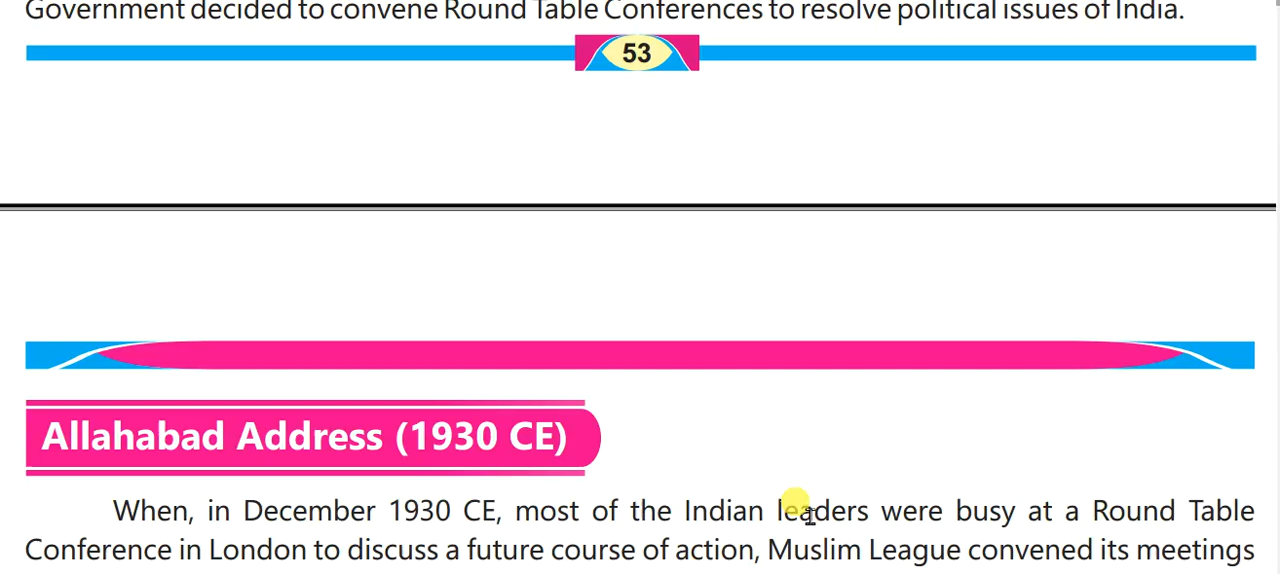 Government decided to convene Round Table Conferences to resolve political issues of India.
53
Allahabad Address (1930 CE)
When, in December 1930 CE, most of the Indian leaders were busy at a Round Table
Conference in London to discuss a future course of action, Muslim League convened its meetings